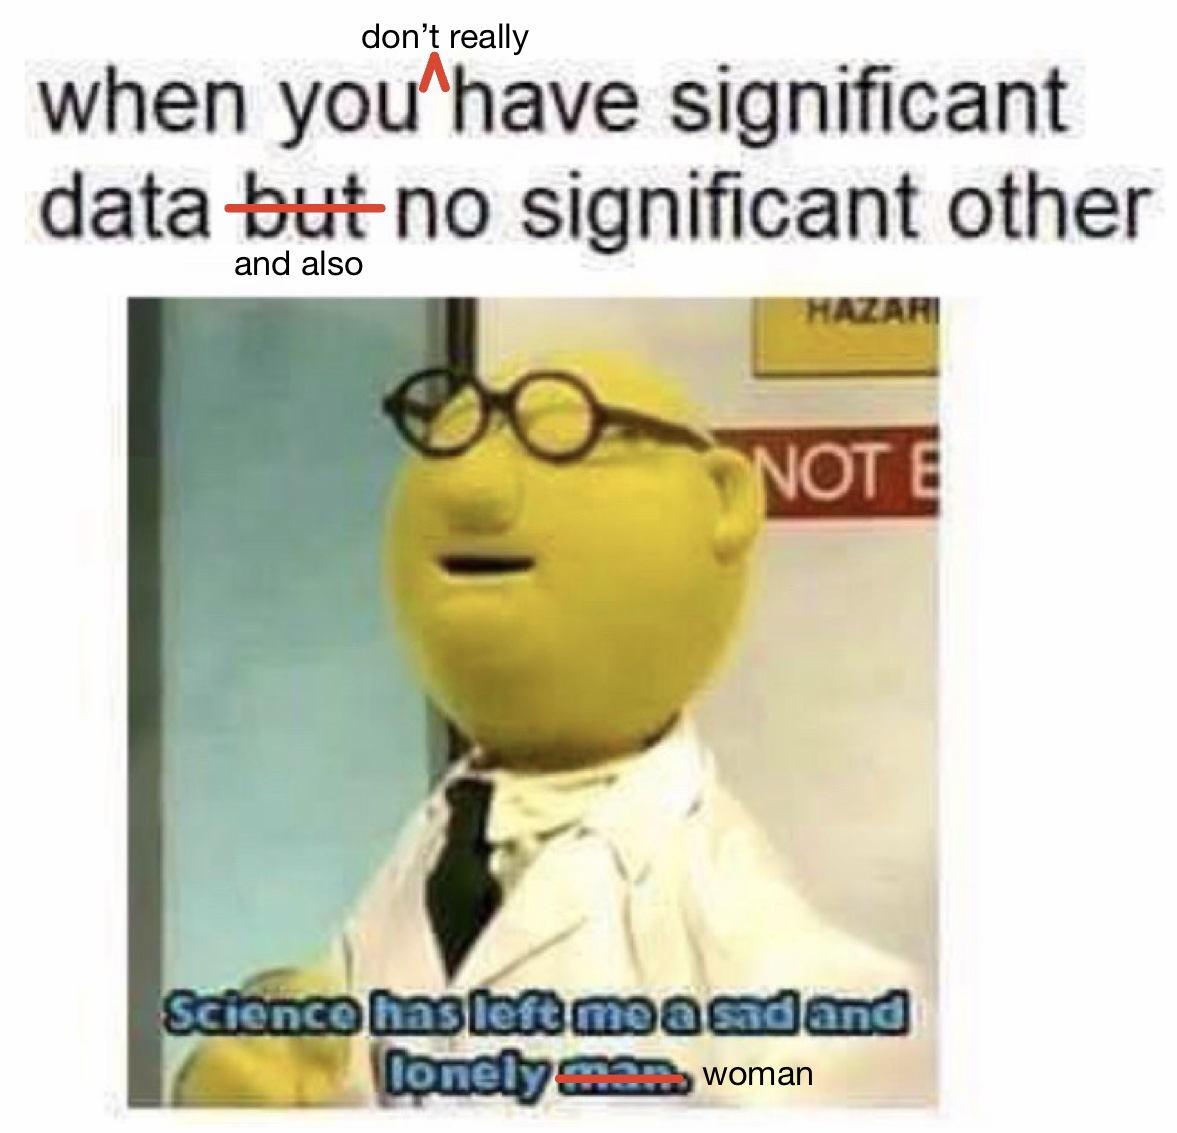 don't really
when you ^ have significant
data but no significant other
and also
HAZAR
NOT E
Science has left me a sad and
lonely man. woman